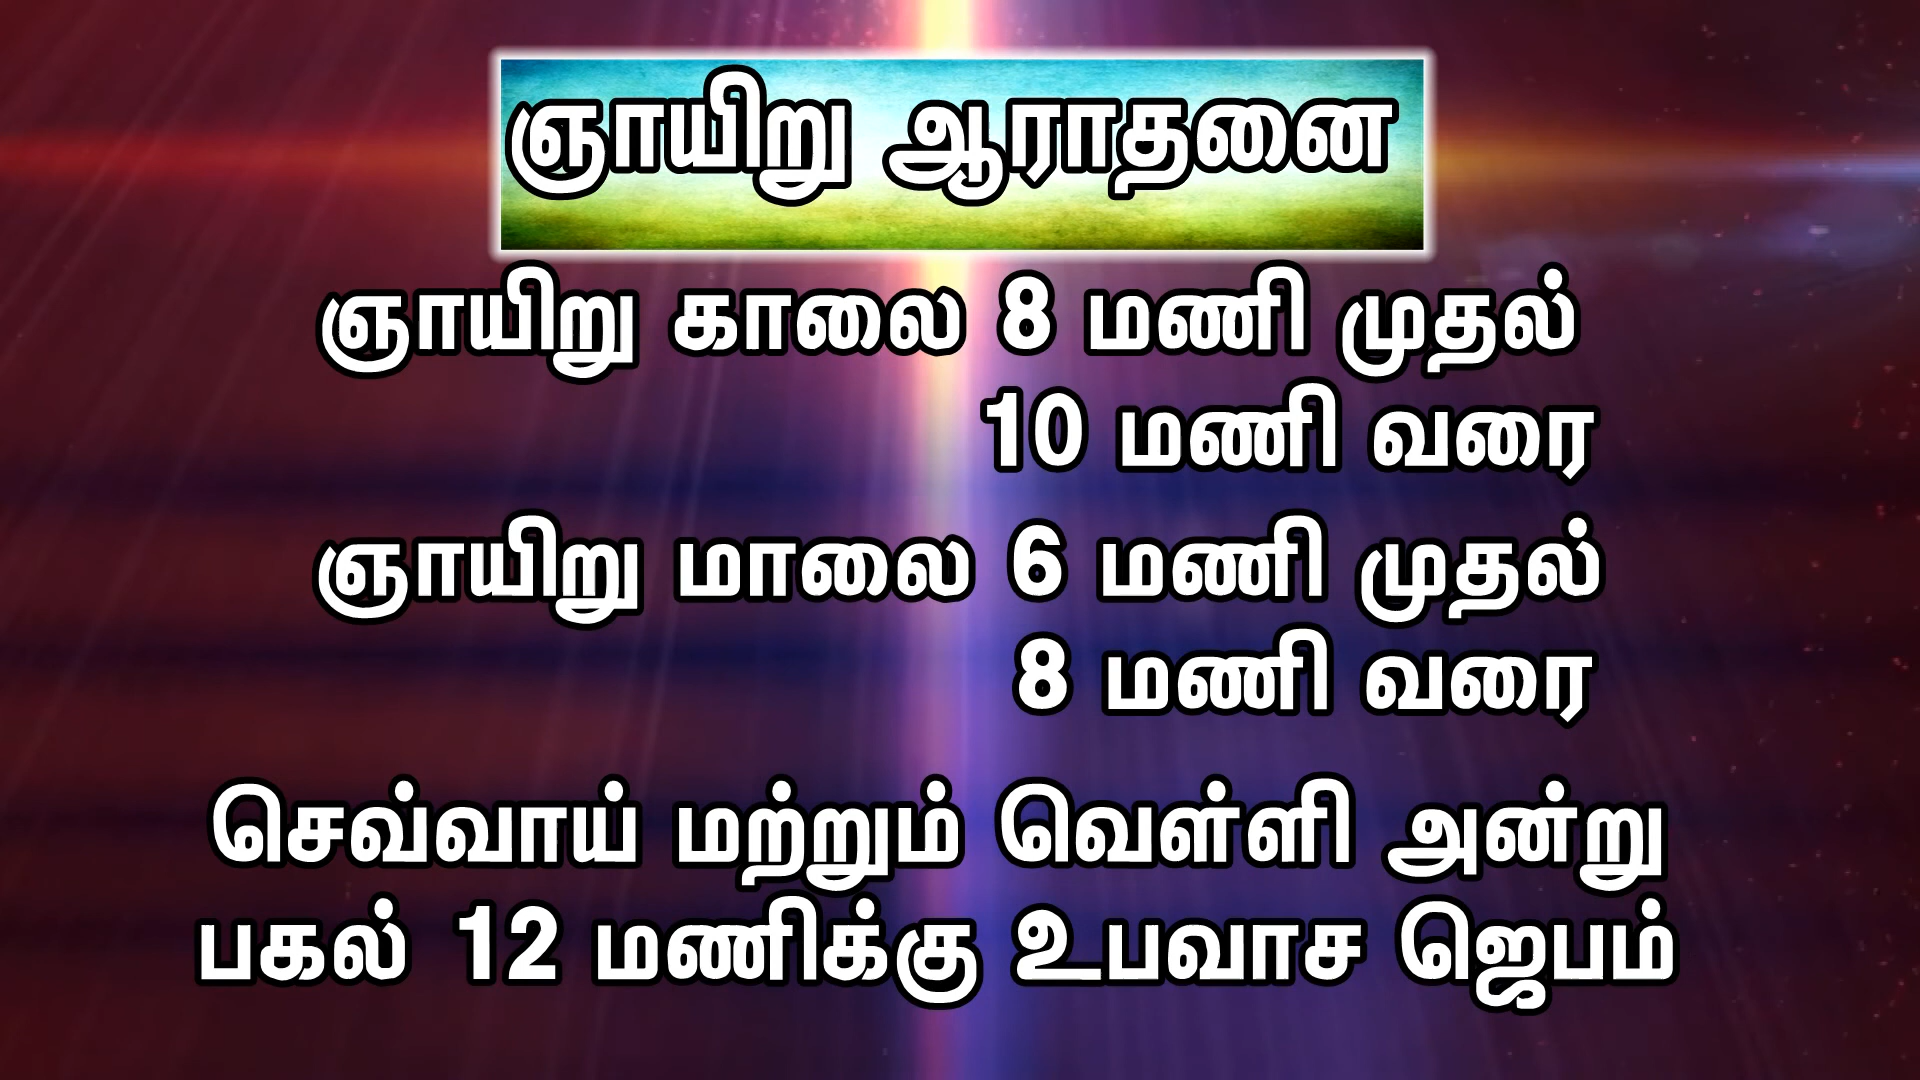 ஞாயிறு ஆராதனை
ஞாயிறு காலை 8 மணி முதல்
10 மணி வரை
ஞாயிறு மாலை 6 மணி முதல்
8 மணி வரை
செவ்வாய் மற்றும் வெள்ளி அன்று
பகல் 12 மணிக்கு உபவாச ஜெபம்